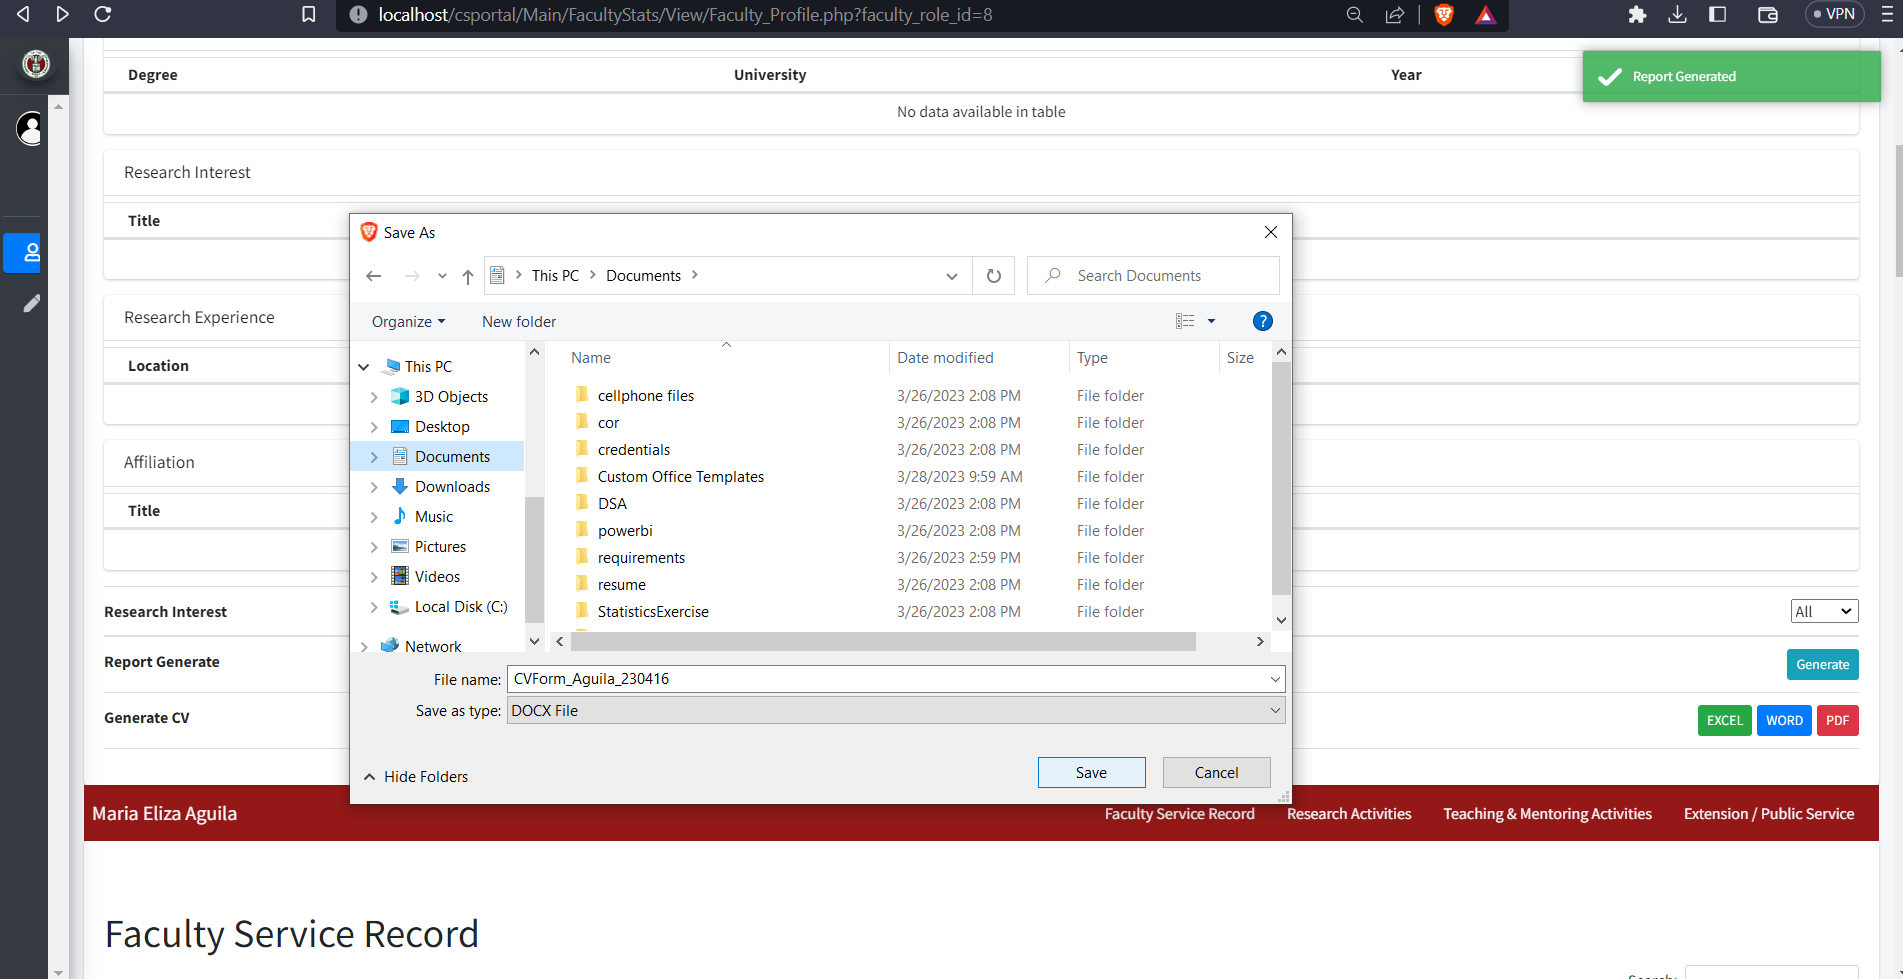 localhost/csportal/Main/FacultyStats/View/Faculty_Profile.php?faculty_role_id=8
VPN
Degree University Year
Report Generated
No data available in table
Research Interest
Title
Save As
This PC Documents
Search Documents
Organize New folder
Research Experience
Name Date modified Type Size
Location
This PC
3D Objects
Desktop
Documents
Downloads
Music
Pictures
Videos
Local Disk (C:)
Network
cellphone files 3/26/2023 2:08 PM File folder
cor 3/26/2023 2:08 PM File folder
credentials 3/26/2023 2:08 PM File folder
Custom Office Templates 3/28/2023 9:59 AM File folder
DSA 3/26/2023 2:08 PM File folder
powerbi 3/26/2023 2:08 PM File folder
requirements 3/26/2023 2:59 PM File folder
resume 3/26/2023 2:08 PM File folder
StatisticsExercise 3/26/2023 2:08 PM File folder
Affiliation
Title
File name: CVForm_Aguila_230416
Save as type: DOCX File
Hide Folders
Save Cancel
Research Interest All
Report Generate Generate
Generate CV EXCEL WORD PDF
Maria Eliza Aguila Faculty Service Record Research Activities Teaching & Mentoring Activities Extension / Public Service
Faculty Service Record
Search: